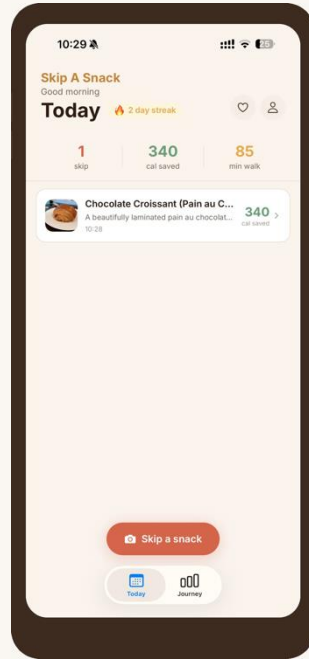 10:29
25
Skip A Snack
Good morning
Today
2 day streak
1
skip
340
cal saved
85
min walk
Chocolate Croissant (Pain au C...
A beautifully laminated pain au chocolat...
10:28
340
cal saved
Skip a snack
Today
Journey